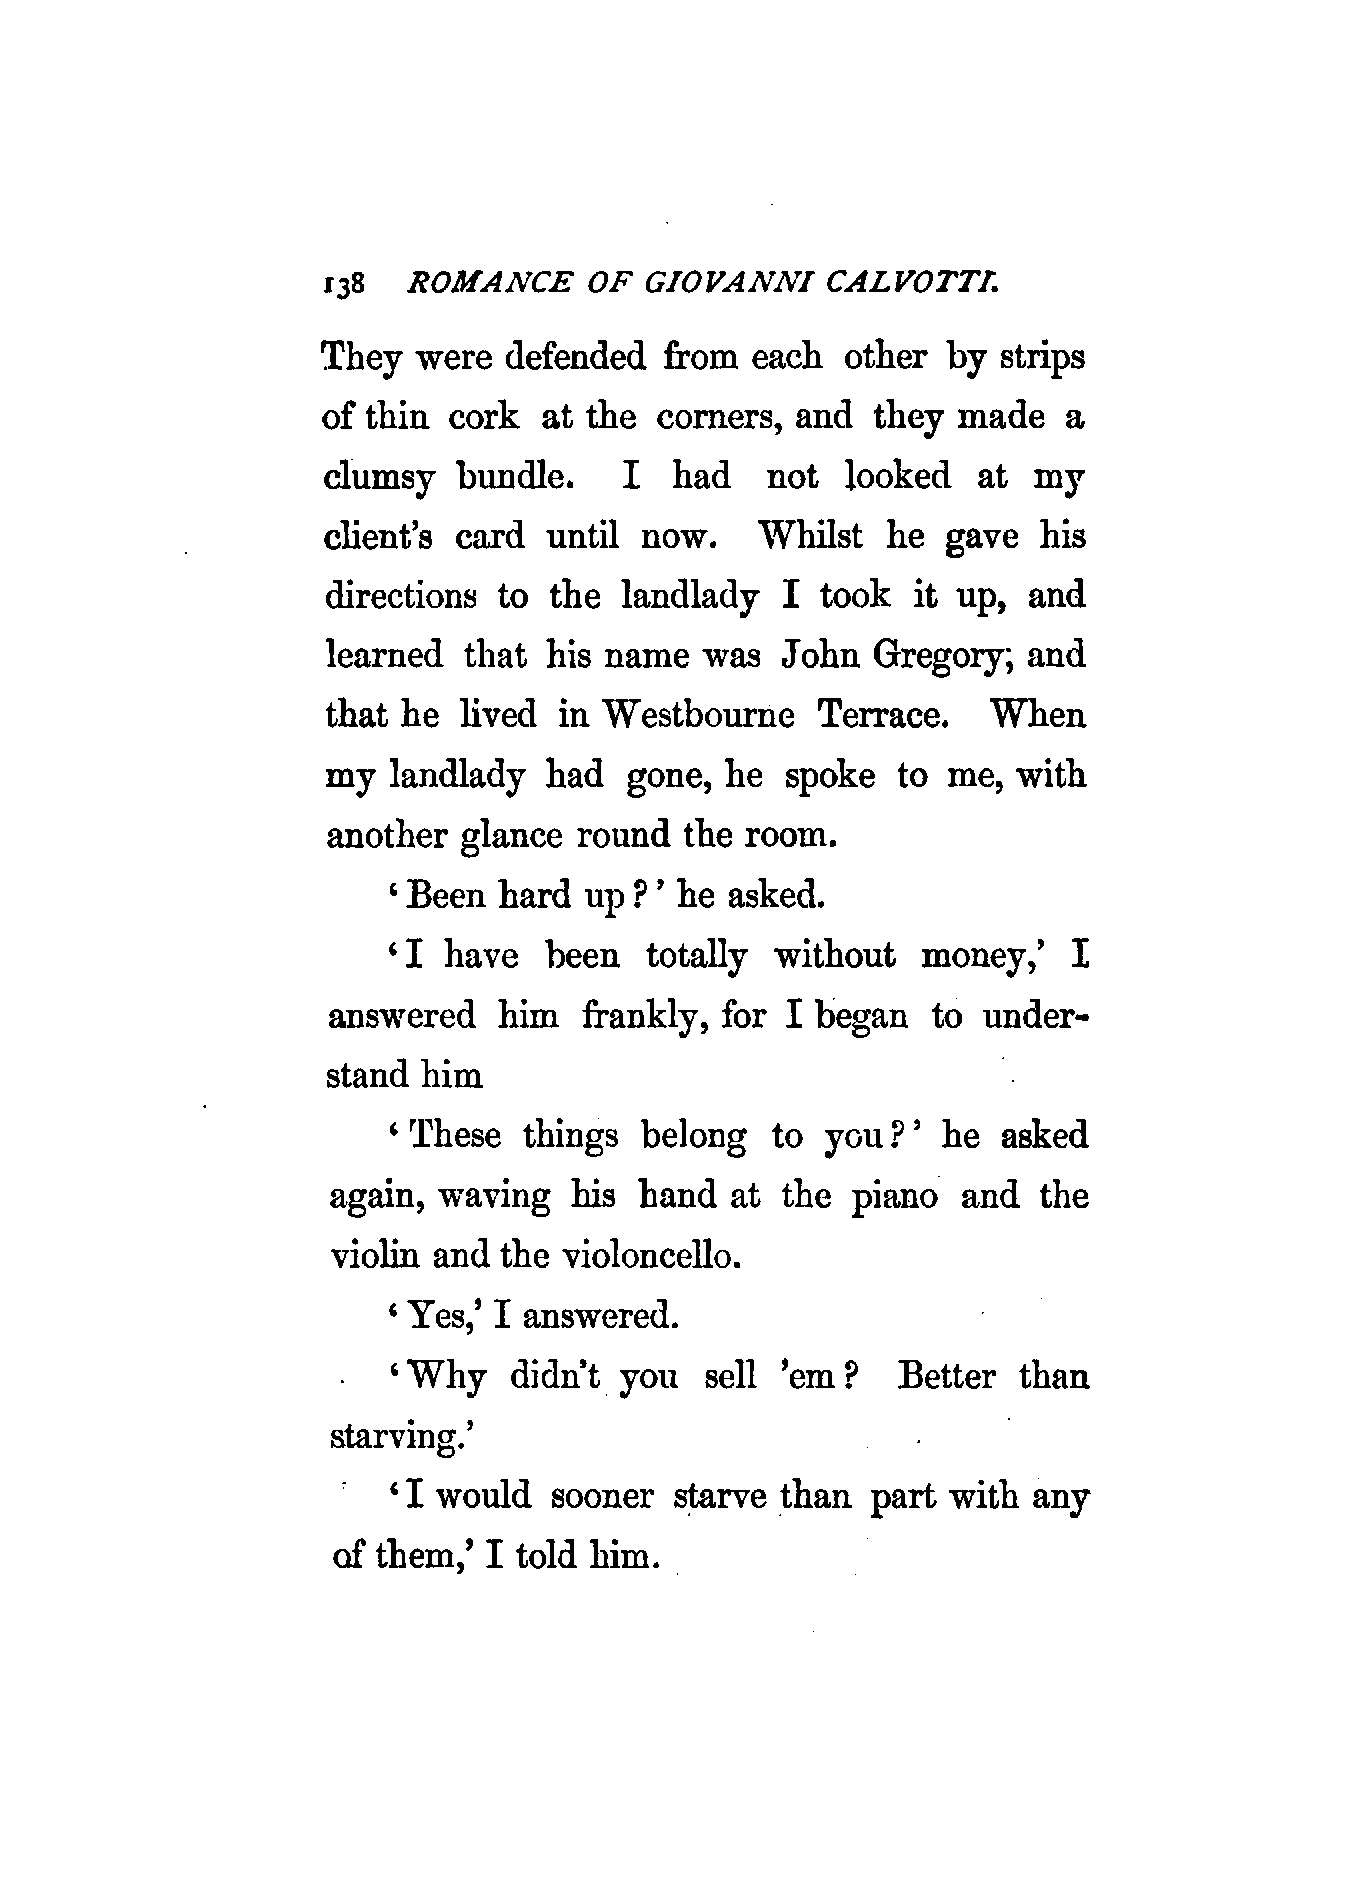 138 ROMANCE OF GIOVANNI CALVOTTI.
They were defended from each other by strips
of thin cork at the corners, and they made a
clumsy bundle. I had not looked at my
client's card until now. Whilst he gave his
directions to the landlady I took it up, and
learned that his name was John Gregory; and
that he lived in Westbourne Terrace. When
my landlady had gone, he spoke to me, with
another glance round the room.
‘Been hard up?’ he asked.
‘I have been totally without money,’ I
answered him frankly, for I began to under-
stand him
‘These things belong to you?’ he asked
again, waving his hand at the piano and the
violin and the violoncello.
‘Yes,’ I answered.
‘Why didn't you sell ’em? Better than
starving.’
‘I would sooner starve than part with any
of them,’ I told him.